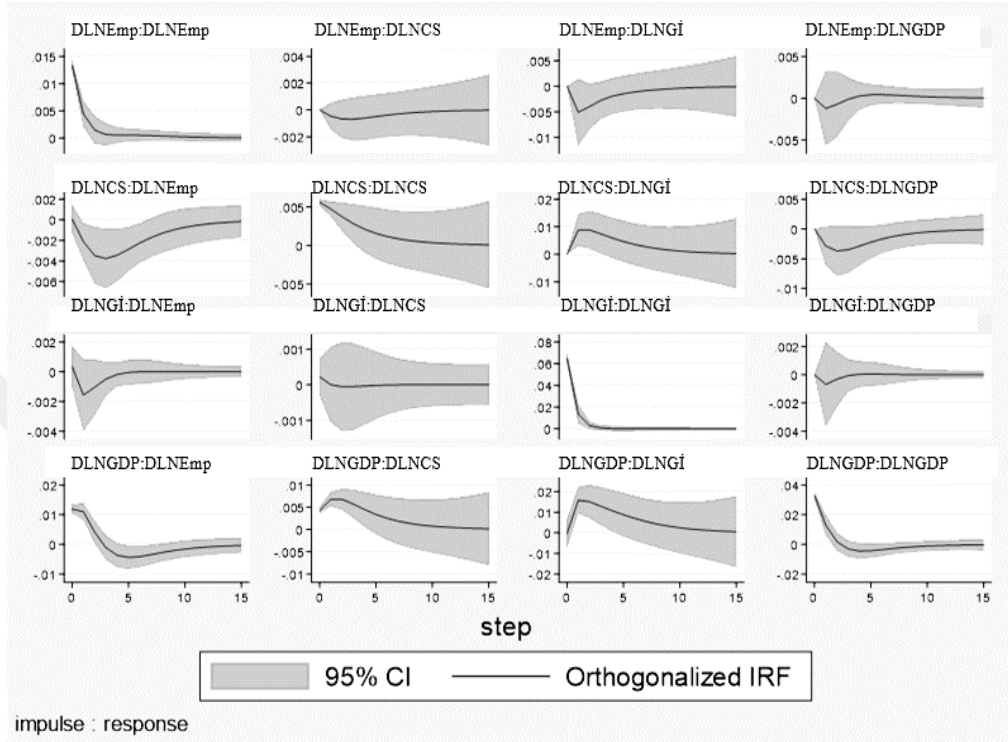 DLNEmp:DLNEmp DLNEmp:DLNCS DLNEmp:DLNGİ DLNEmp:DLNGDP
.015 .004 .005 .005
.01 .002 0 0
.005 0 -.005 -.005
0 -.002 -.01
DLNCS:DLNEmp DLNCS:DLNCS DLNCS:DLNGİ DLNCS:DLNGDP
.002 .005 .02 .005
0 0 .01 0
-.002 -.005 0 -.005
-.004 -.01 -.01
-.006
DLNGİ:DLNEmp DLNGİ:DLNCS DLNGİ:DLNGİ DLNGİ:DLNGDP
.002 .001 .08 .002
0 0 .06 0
-.002 -.001 .04 -.002
-.004 .02 -.004
0
DLNGDP:DLNEmp DLNGDP:DLNCS DLNGDP:DLNGİ DLNGDP:DLNGDP
.02 .01 .02 .04
.01 .005 .01 .02
0 0 0 0
-.01 -.005 -.01 -.02
-.01 -.02
0 5 10 15 0 5 10 15 0 5 10 15 0 5 10 15
step
95% CI Orthogonalized IRF
impulse : response